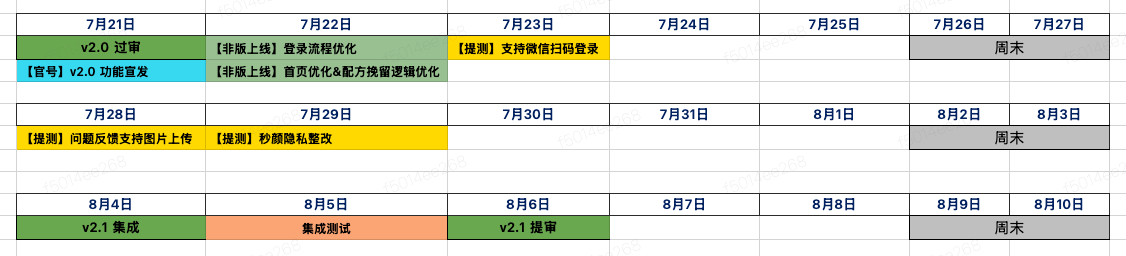 7月21日 7月22日 7月23日 7月24日 7月25日 7月26日 7月27日
v2.0 过审 【非版上线】登录流程优化 【提测】支持微信扫码登录 周末
【官号】v2.0 功能宣发 【非版上线】首页优化&配方挽留逻辑优化
7月28日 7月29日 7月30日 7月31日 8月1日 8月2日 8月3日
【提测】问题反馈支持图片上传 【提测】秒颜隐私整改 周末
8月4日 8月5日 8月6日 8月7日 8月8日 8月9日 8月10日
v2.1 集成 集成测试 v2.1 提审 周末
f5014ee268